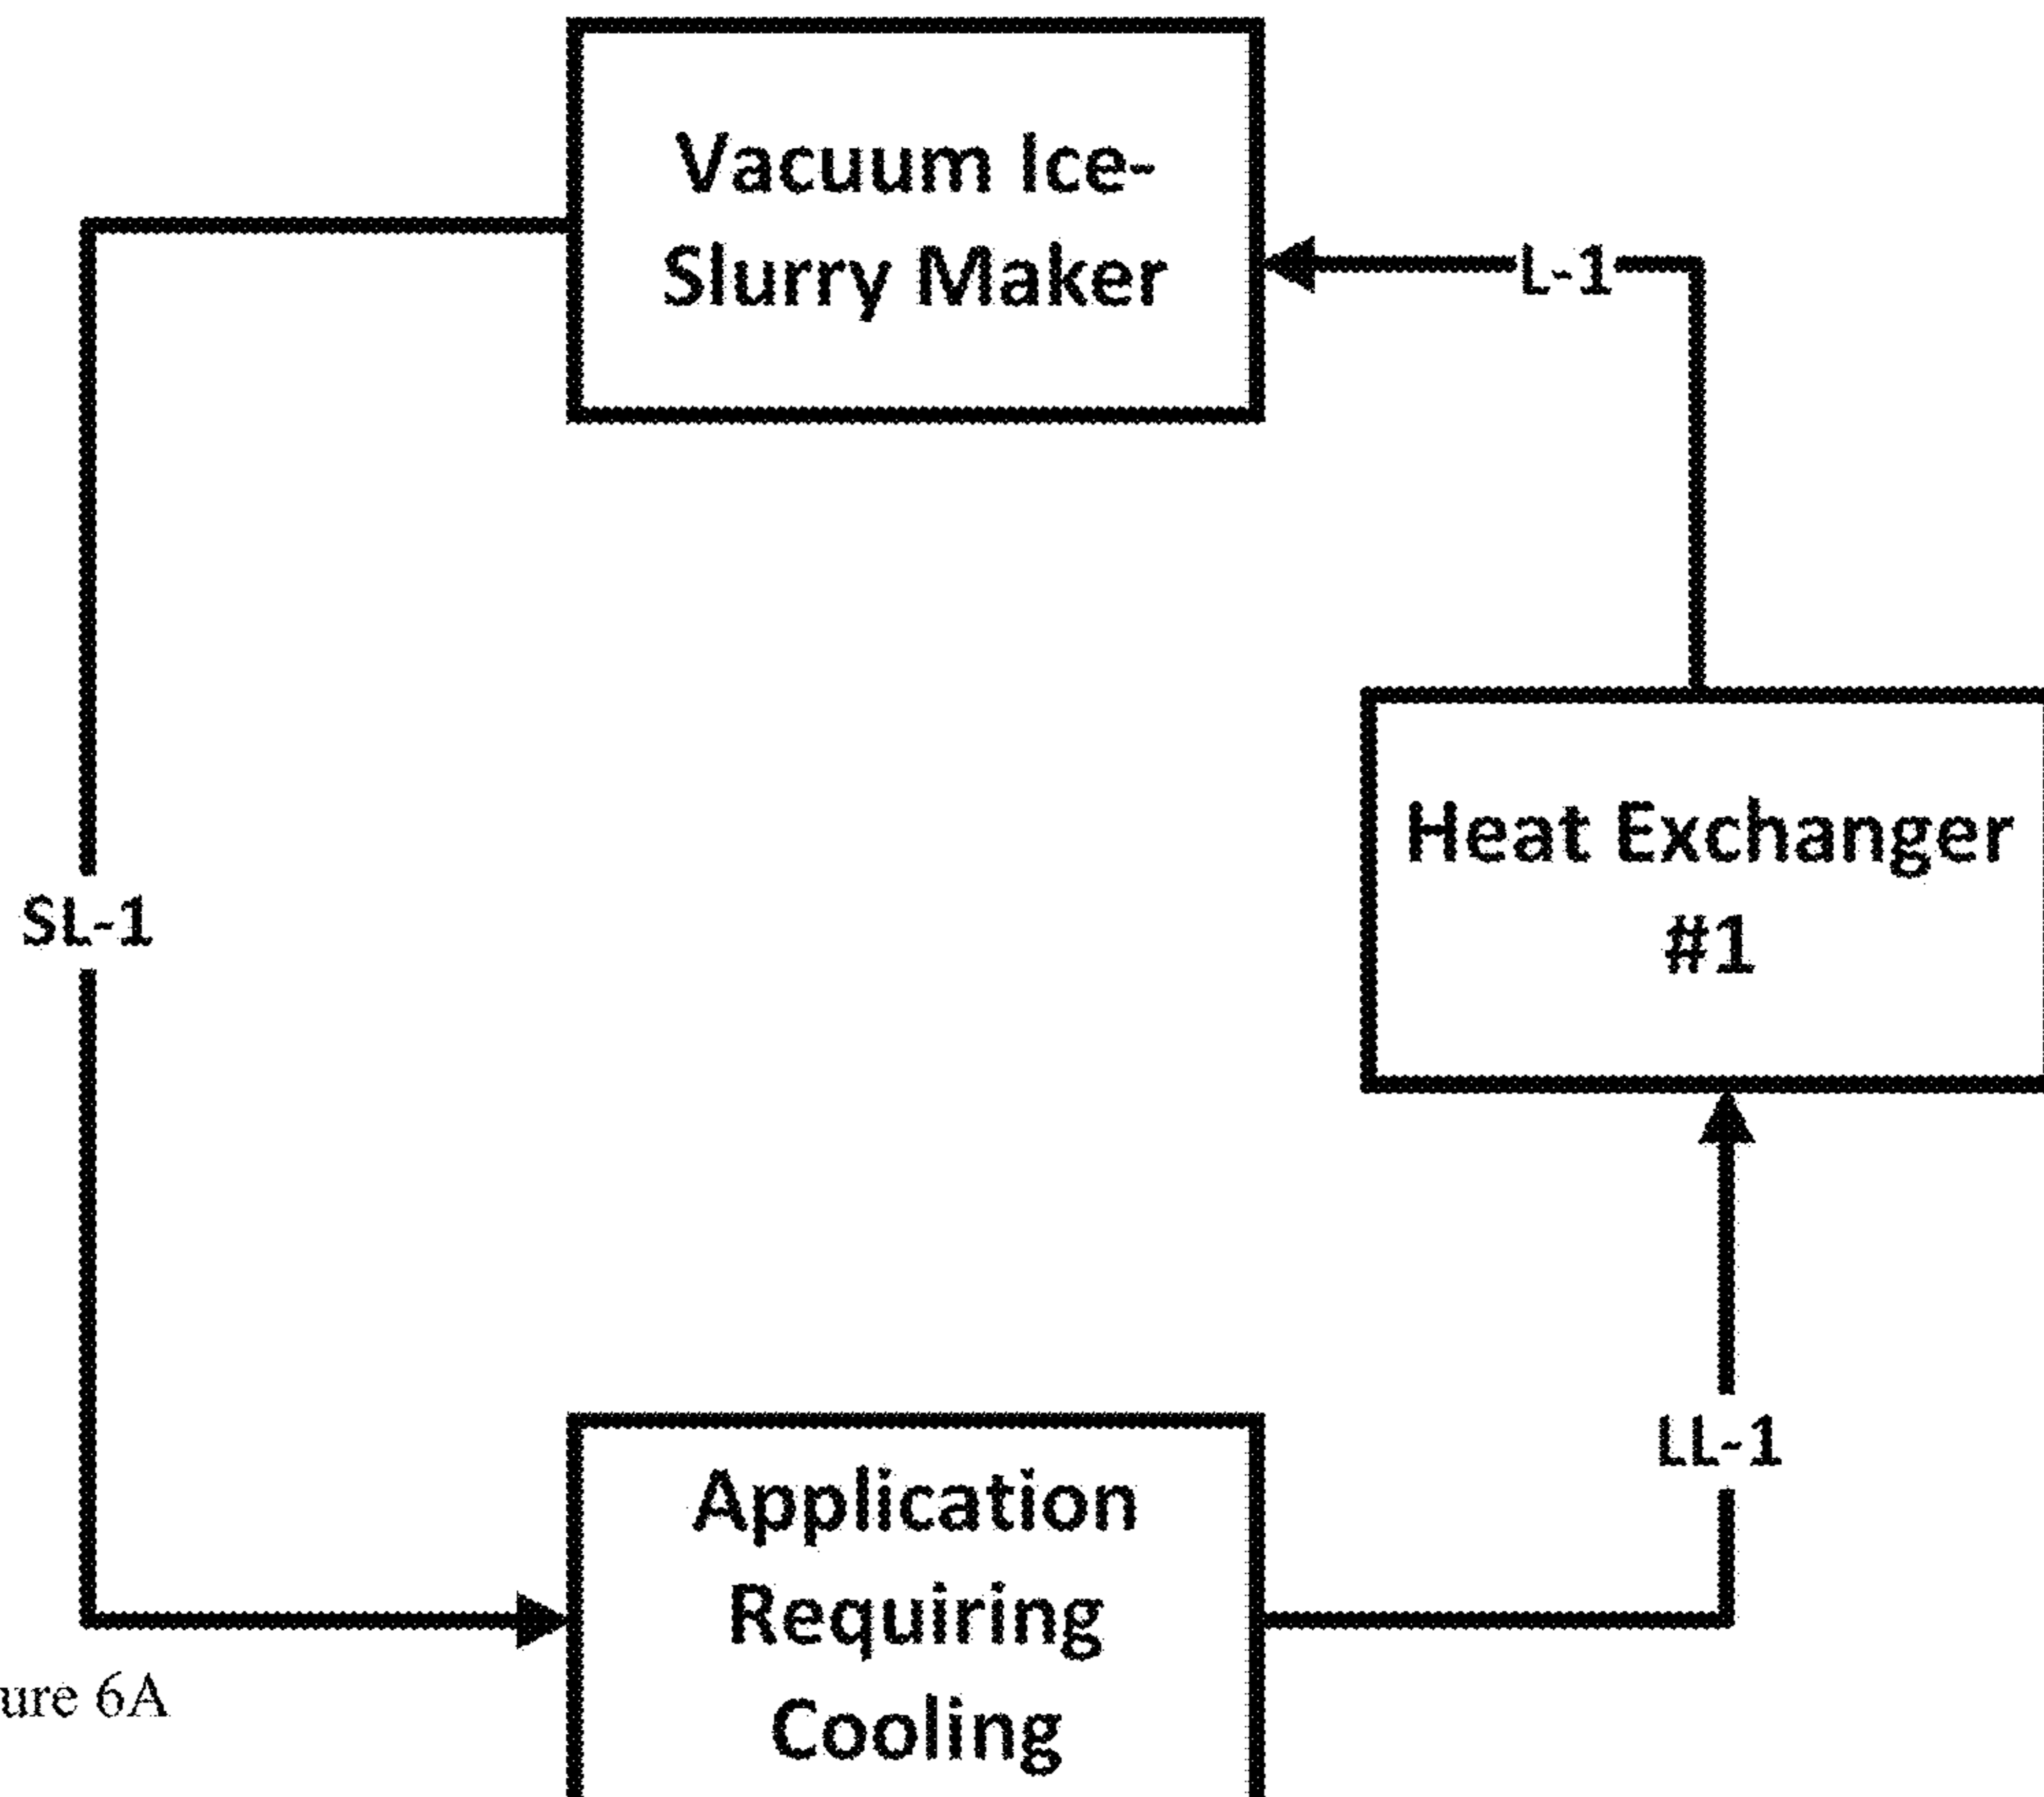 Vacuum Ice-
Slurry Maker
L-1
Heat Exchanger
#1
SL-1
LL-1
Application
Requiring
Cooling
ure 6A